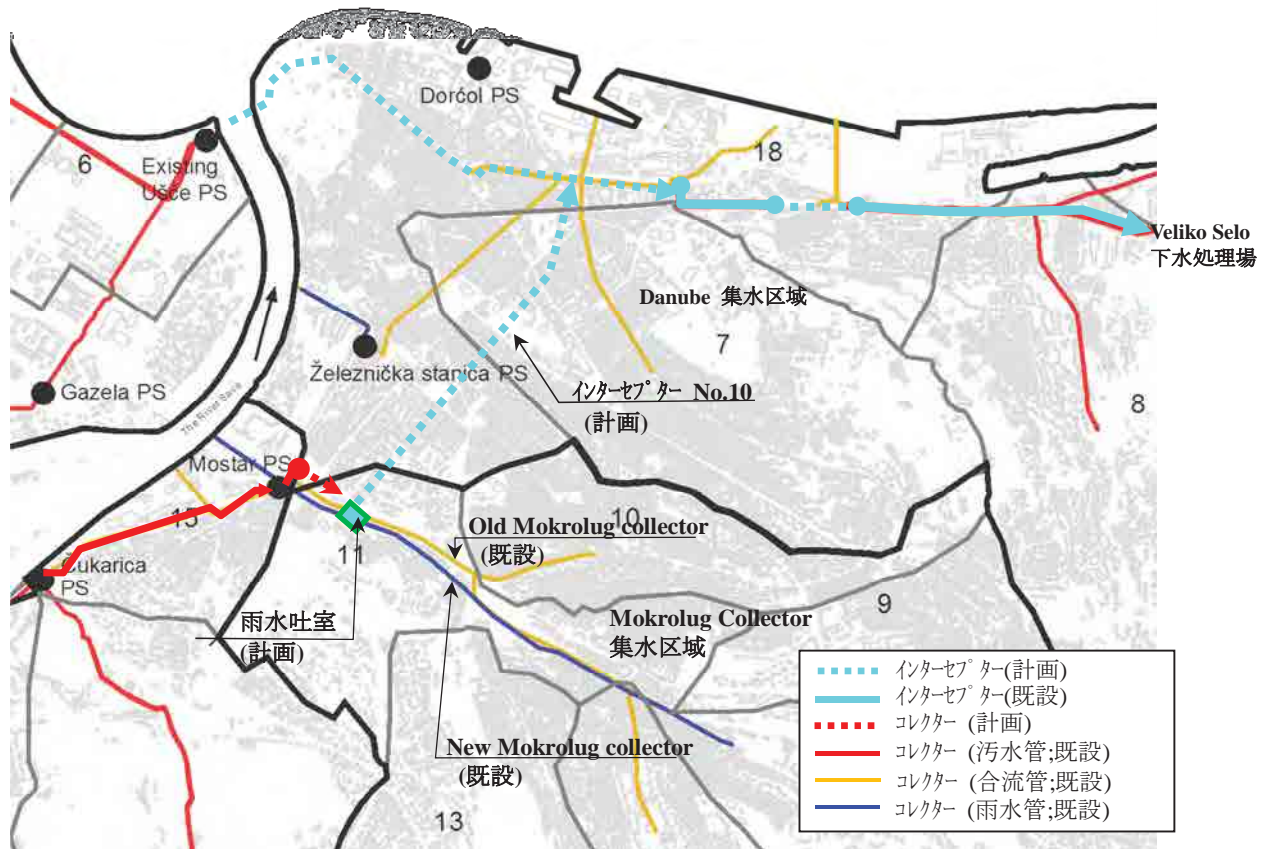 Dorćol PS
18
6
Existing
Ušće PS
Veliko Selo
下水処理場
Danube 集水区域
7
Železnička stanica PS
Gazela PS
The River Sava
インターセプター No.10
(計画)
8
Mostar PS
15
10
Old Mokrolug collector
(既設)
11
Čukarica
PS
9
雨水吐室
(計画)
Mokrolug Collector
集水区域
New Mokrolug collector
(既設)
13
インターセプター(計画)
インターセプター(既設)
コレクター (計画)
コレクター (汚水管;既設)
コレクター (合流管;既設)
コレクター (雨水管;既設)